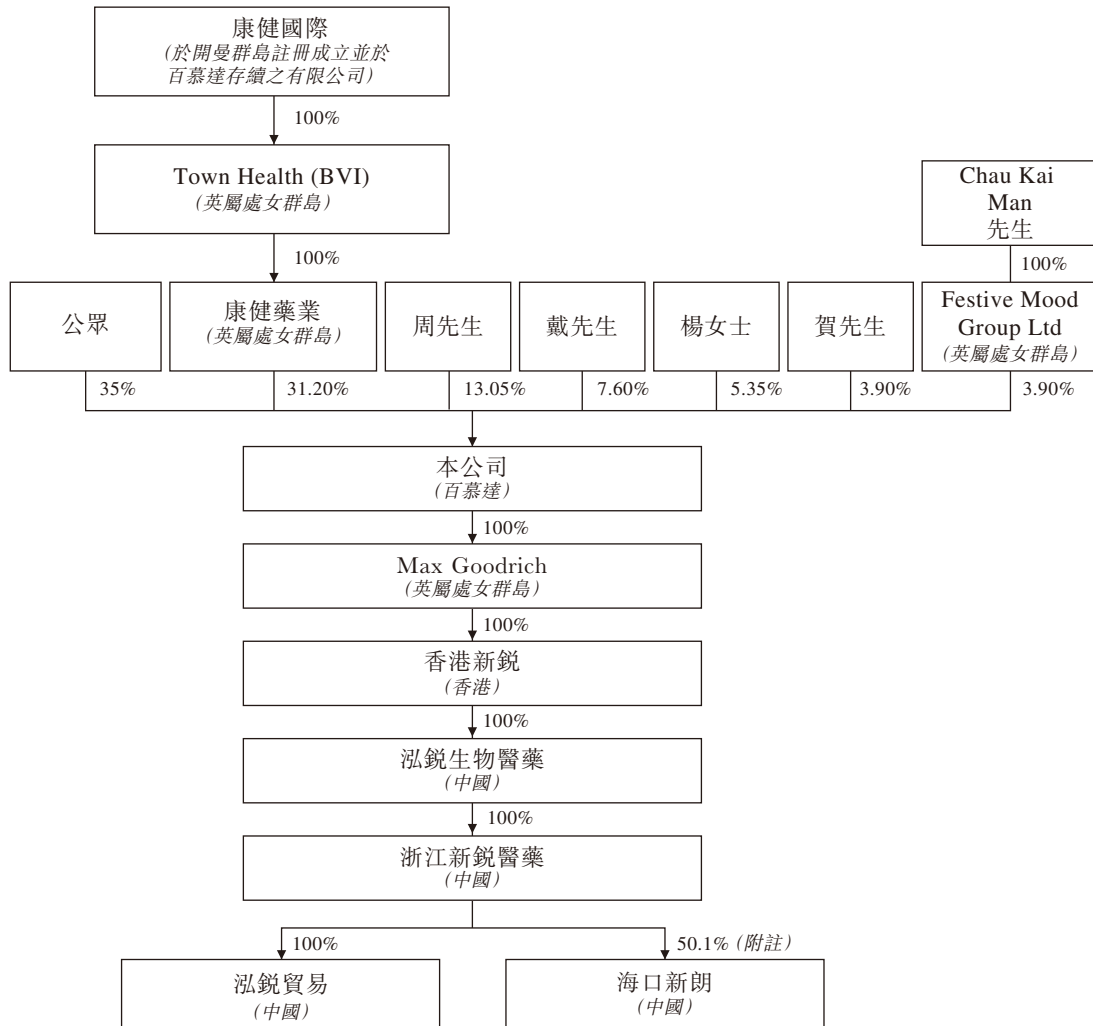 康健國際
(於開曼群島註冊成立並於
百慕達存續之有限公司)
100%
Town Health (BVI)
(英屬處女群島)
100%
Chau Kai
Man
先生
100%
公眾
康健藥業
(英屬處女群島)
周先生
戴先生
楊女士
賀先生
Festive Mood
Group Ltd
(英屬處女群島)
35%
31.20%
13.05%
7.60%
5.35%
3.90%
3.90%
本公司
(百慕達)
100%
Max Goodrich
(英屬處女群島)
100%
香港新銳
(香港)
100%
泓銳生物醫藥
(中國)
100%
浙江新銳醫藥
(中國)
100%
50.1% (附註)
泓銳貿易
(中國)
海口新朗
(中國)